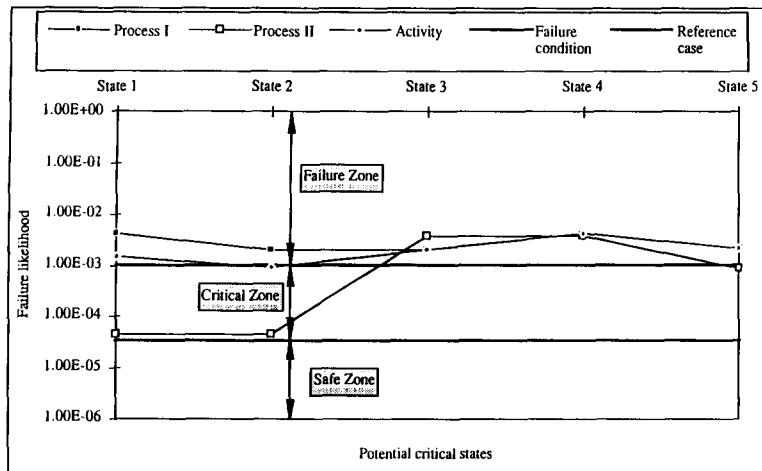 Process I Process II Activity Failure condition Reference case
State 1 State 2 State 3 State 4 State 5
1.00E+00
1.00E-01
Failure Zone
1.00E-02
1.00E-03
Critical Zone
1.00E-04
1.00E-05
Safe Zone
1.00E-06
Failure likelihood
Potential critical states